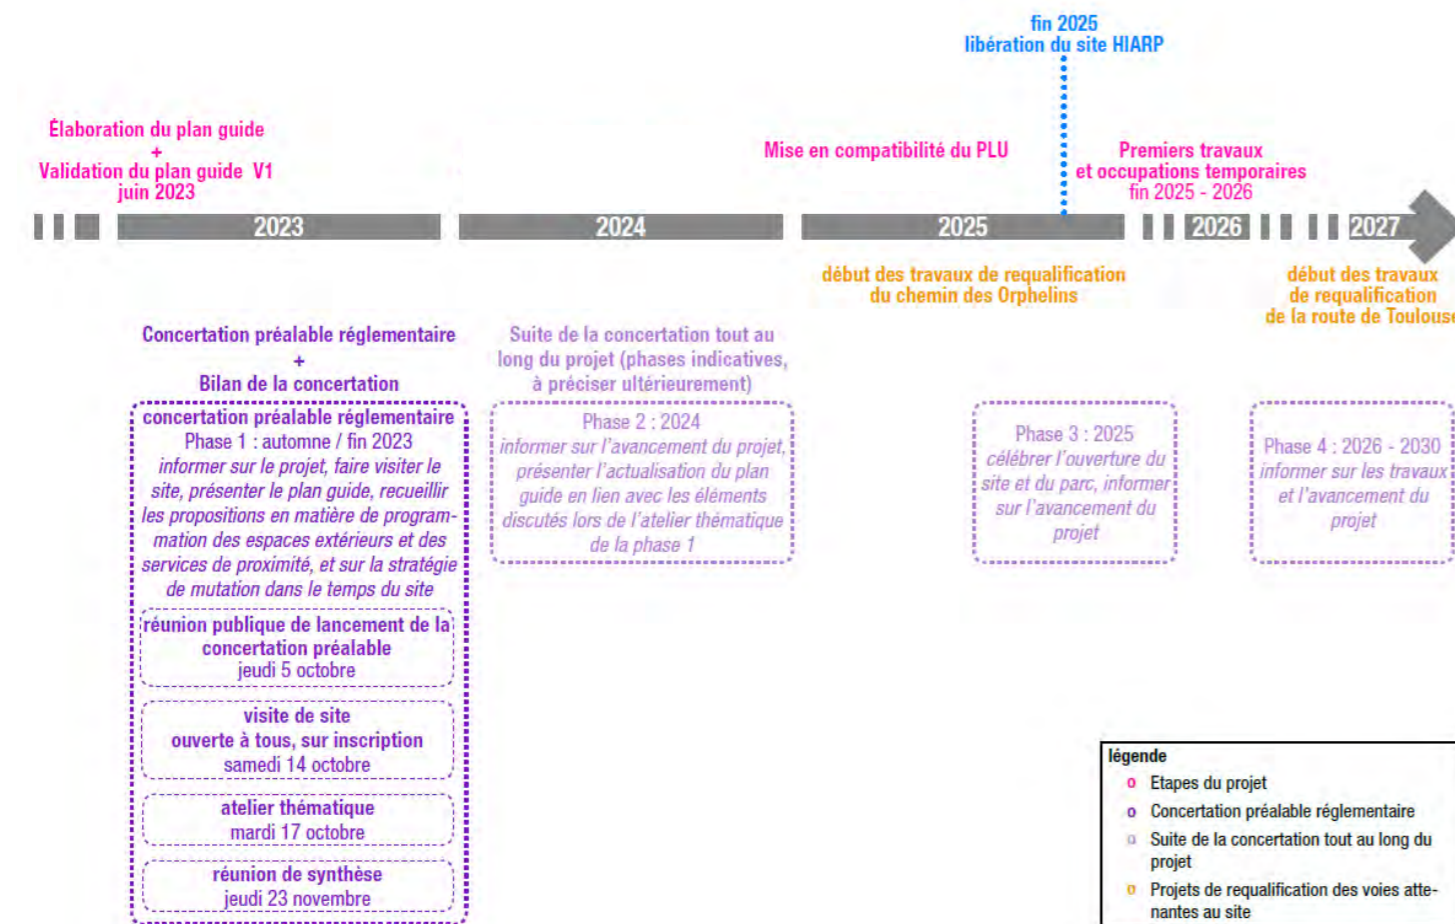 fin 2025
libération du site HIARP
Élaboration du plan guide
+
Validation du plan guide V1
juin 2023
Mise en compatibilité du PLU
Premiers travaux
et occupations temporaires
fin 2025 - 2026
2023
2024
2025
2026
2027
début des travaux de requalification
du chemin des Orphelins
début des travaux
de requalification
de la route de Toulouse
Concertation préalable réglementaire
+
Bilan de la concertation
concertation préalable réglementaire
Phase 1 : automne / fin 2023
informer sur le projet, faire visiter le
site, présenter le plan guide, recueillir
les propositions en matière de program-
mation des espaces extérieurs et des
services de proximité, et sur la stratégie
de mutation dans le temps du site
réunion publique de lancement de la
concertation préalable
jeudi 5 octobre
visite de site
ouverte à tous, sur inscription
samedi 14 octobre
atelier thématique
mardi 17 octobre
réunion de synthèse
jeudi 23 novembre
Suite de la concertation tout au
long du projet (phases indicatives,
à préciser ultérieurement)
Phase 2 : 2024
informer sur l'avancement du projet,
présenter l'actualisation du plan
guide en lien avec les éléments
discutés lors de l'atelier thématique
de la phase 1
Phase 3 : 2025
célébrer l'ouverture du
site et du parc, informer
sur l'avancement du
projet
Phase 4 : 2026 - 2030
informer sur les travaux
et l'avancement du
projet
légende
Etapes du projet
Concertation préalable réglementaire
Suite de la concertation tout au long du
projet
Projets de requalification des voies atte-
nantes au site